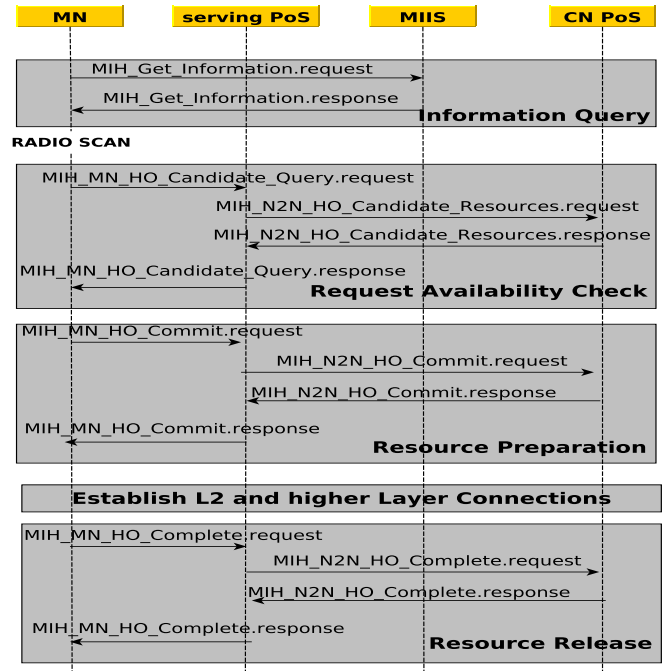 MN
serving PoS
MIIS
CN PoS
MIH_Get_Information.request
MIH_Get_Information.response
Information Query
RADIO SCAN
MIH_MN_HO_Candidate_Query.request
MIH_N2N_HO_Candidate_Resources.request
MIH_N2N_HO_Candidate_Resources.response
MIH_MN_HO_Candidate_Query.response
Request Availability Check
MIH_MN_HO_Commit.request
MIH_N2N_HO_Commit.request
MIH_N2N_HO_Commit.response
MIH_MN_HO_Commit.response
Resource Preparation
Establish L2 and higher Layer Connections
MIH_MN_HO_Complete.request
MIH_N2N_HO_Complete.request
MIH_N2N_HO_Complete.response
MIH_MN_HO_Complete.response
Resource Release